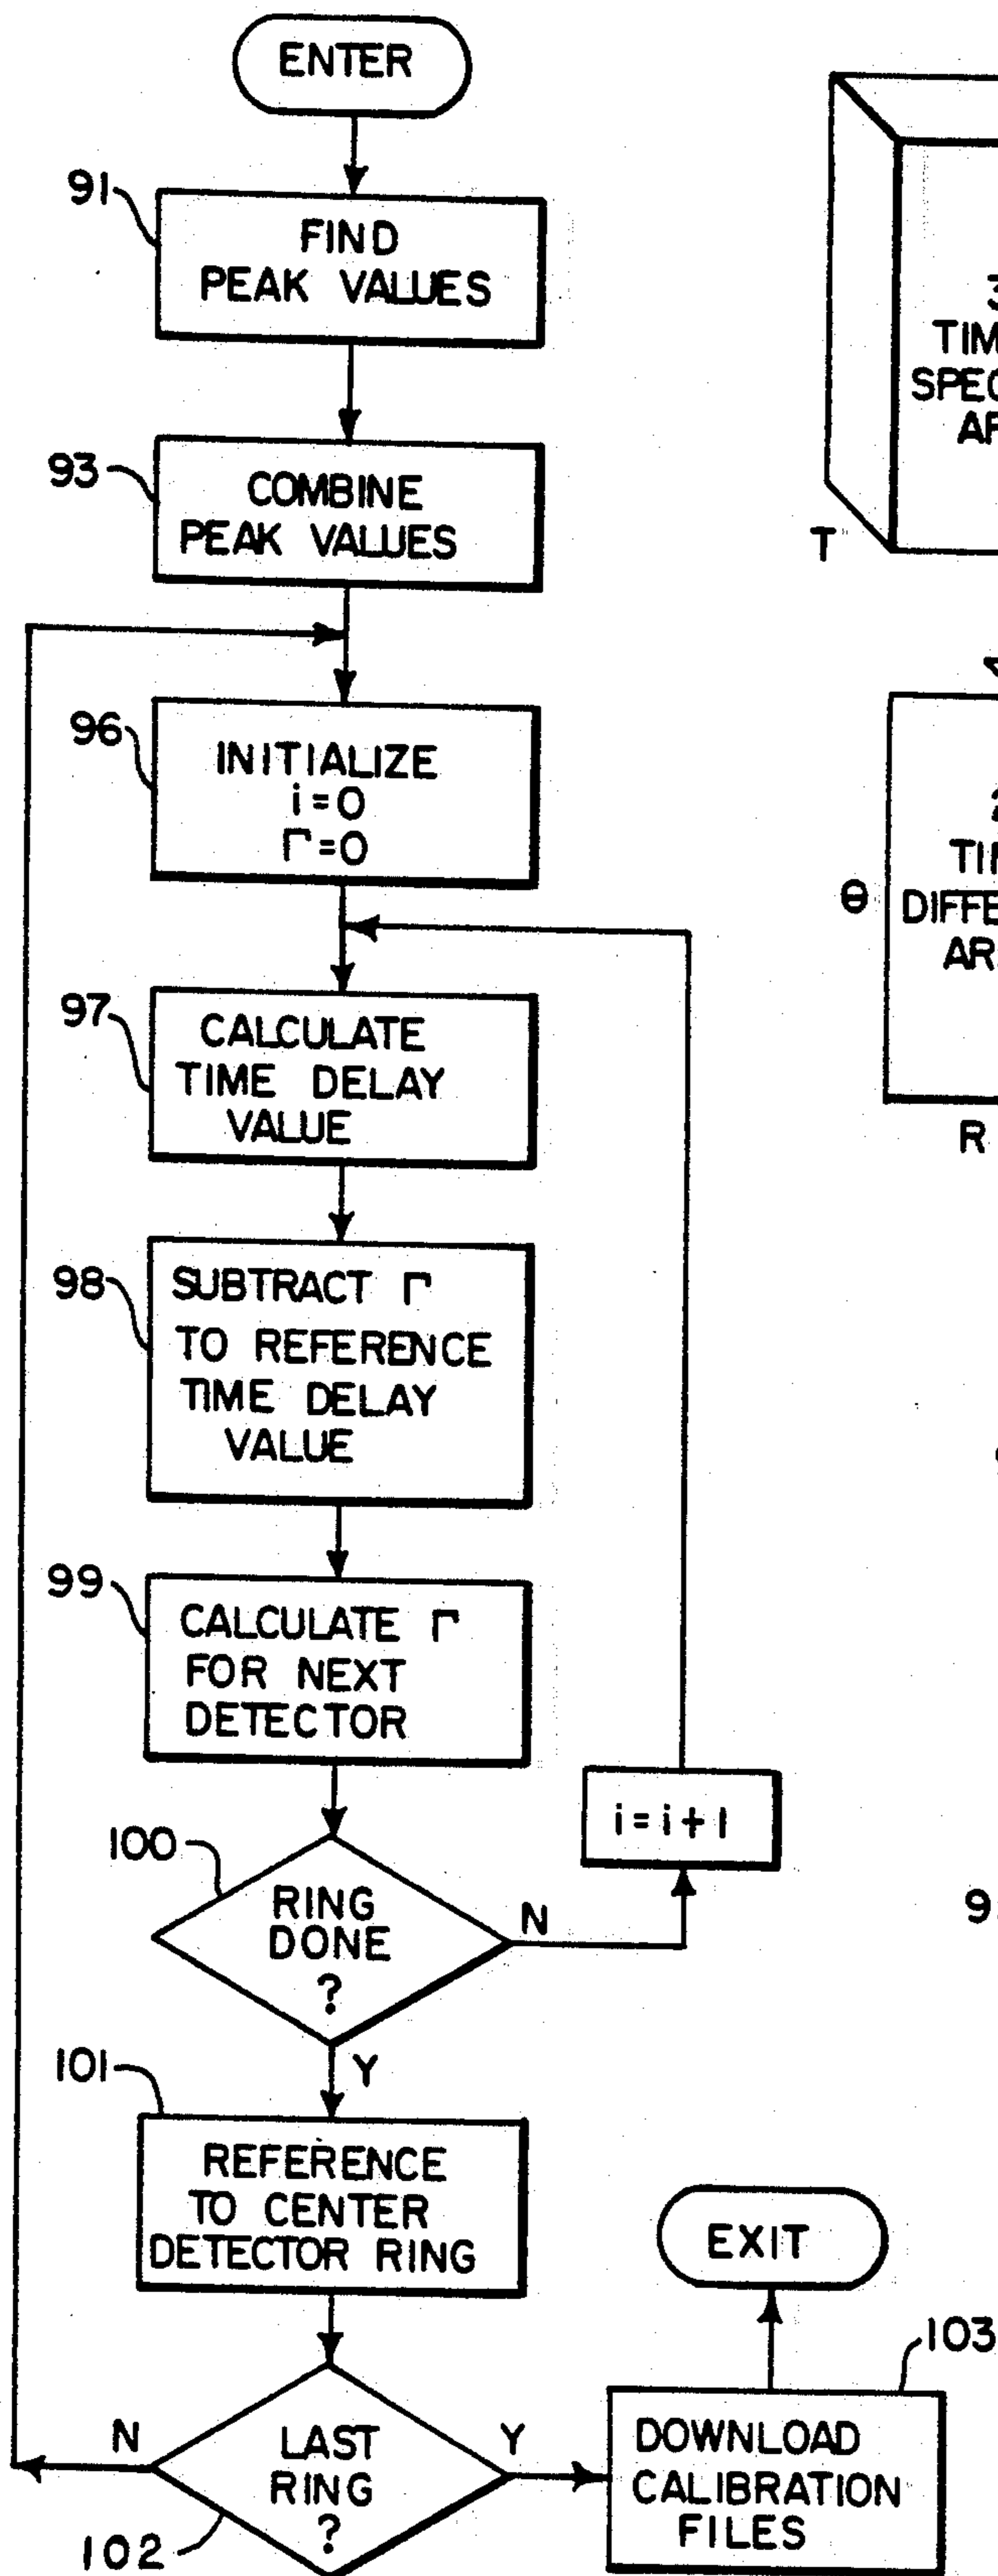 ENTER
91
FIND
PEAK VALUES
93
COMBINE
PEAK VALUES
96
INITIALIZE
i=0
Γ=0
97
CALCULATE
TIME DELAY
VALUE
98
SUBTRACT Γ
TO REFERENCE
TIME DELAY
VALUE
99
CALCULATE Γ
FOR NEXT
DETECTOR
i=i+1
100
RING
DONE
?
N
Y
101
REFERENCE
TO CENTER
DETECTOR RING
102
LAST
RING
?
N
Y
103
DOWNLOAD
CALIBRATION
FILES
EXIT
T
θ
R